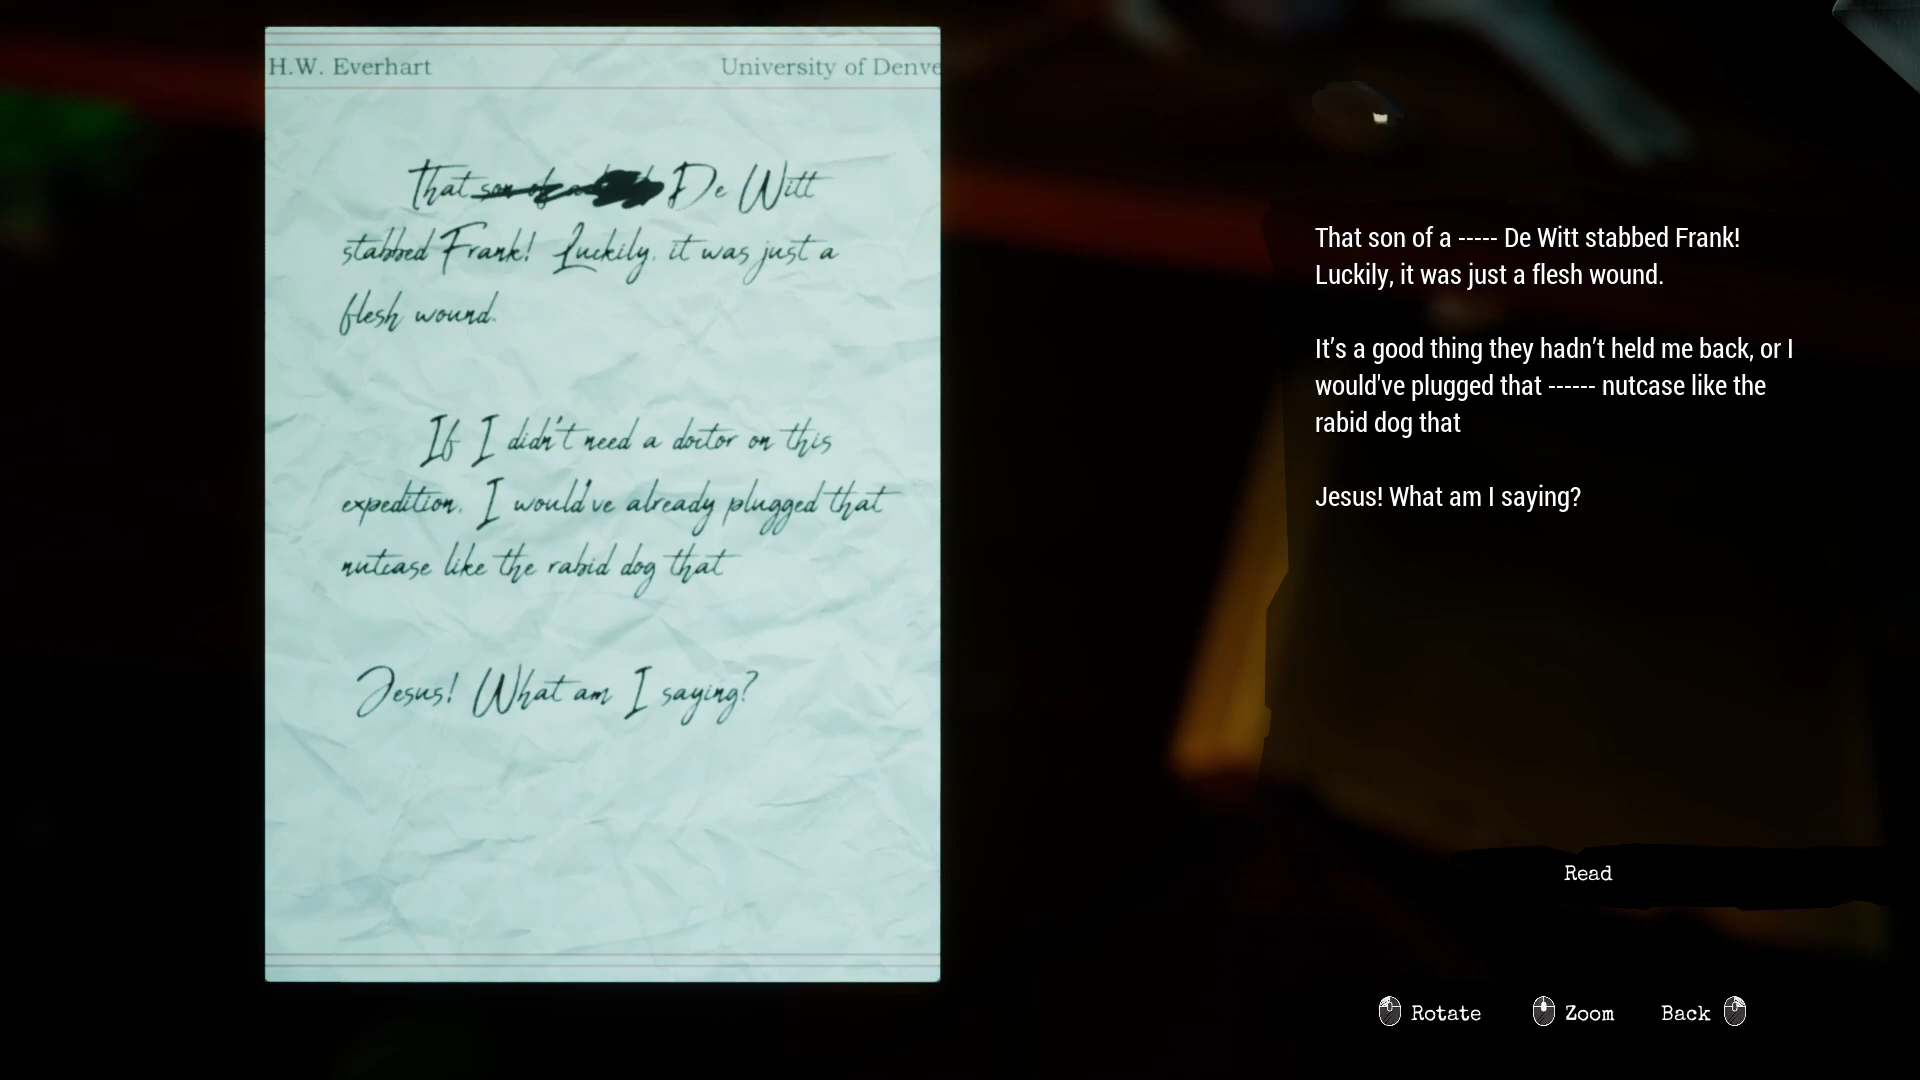 H.W. Everhart University of Denve
That son of a De Witt
stabbed Frank! Luckily, it was just a
flesh wound.
If I didn't need a doctor on this
expedition, I would've already plugged that
nutcase like the rabid dog that
Jesus! What am I saying?
That son of a ----- De Witt stabbed Frank!
Luckily, it was just a flesh wound.
It’s a good thing they hadn’t held me back, or I
would've plugged that ------ nutcase like the
rabid dog that
Jesus! What am I saying?
Read
Rotate Zoom Back